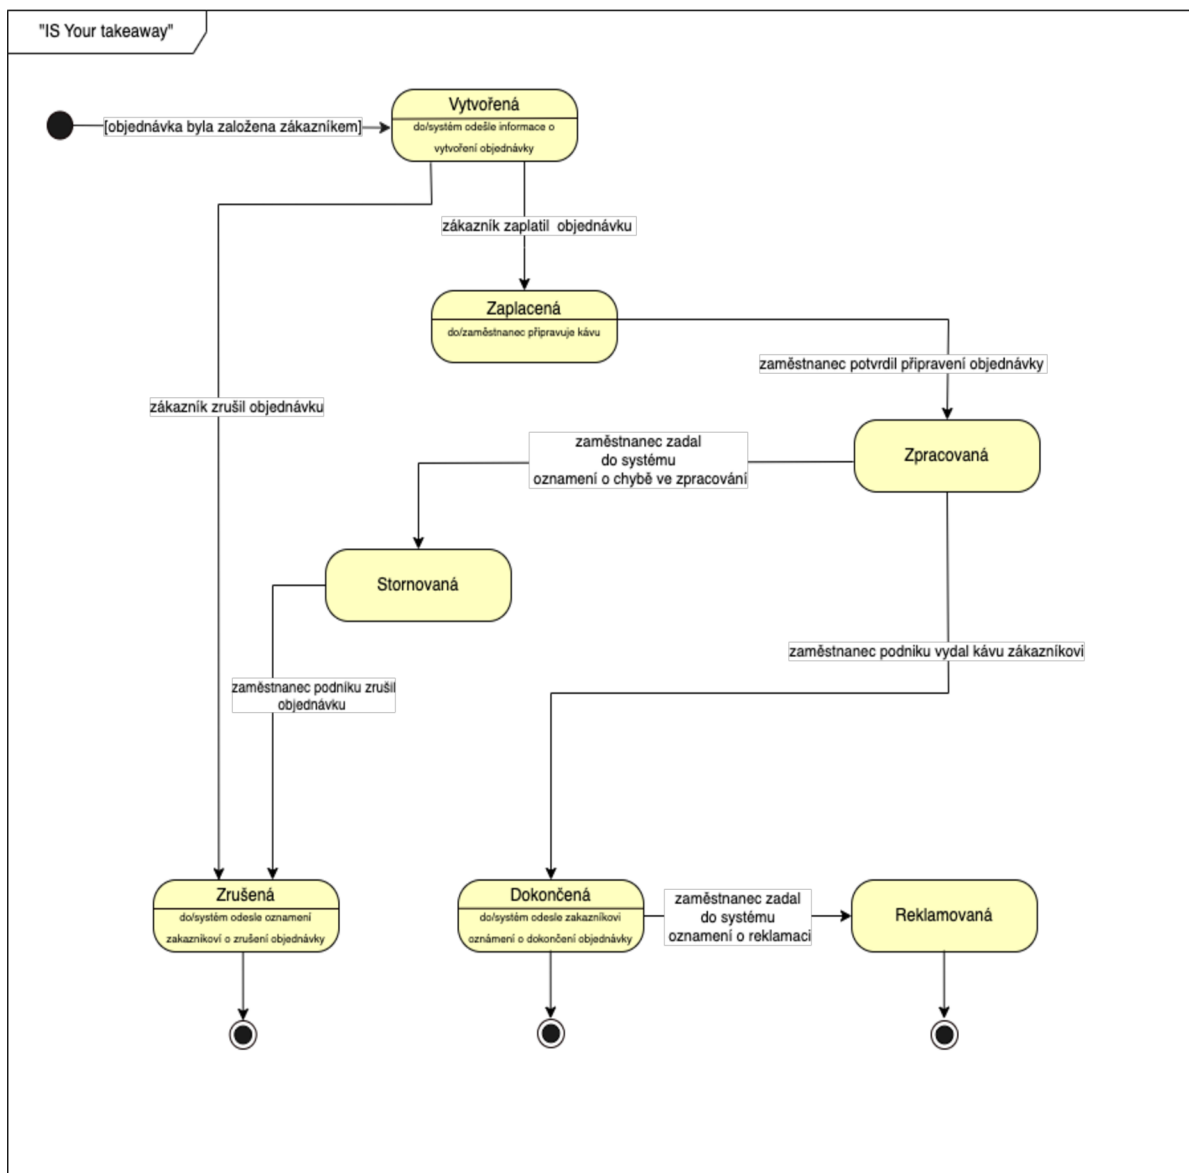 "IS Your takeaway"
Vytvořená
[objednávka byla založena zákazníkem]
do/systém odešle informace o
vytvoření objednávky
zákazník zaplatil objednávku
Zaplacená
do/zaměstnanec připravuje kávu
zaměstnanec potvrdil připravení objednávky
zákazník zrušil objednávku
zaměstnanec zadal
do systému
oznamení o chybě ve zpracování
Zpracovaná
Stornovaná
zaměstnanec podniku vydal kávu zákazníkovi
zaměstnanec podniku zrušil
objednávku
Zrušená
do/systém odesle oznamení
zakazníkoví o zrušení objednávky
Dokončená
do/systém odesle zakazníkovi
oznámení o dokončení objednávky
zaměstnanec zadal
do systému
oznamení o reklamaci
Reklamovaná